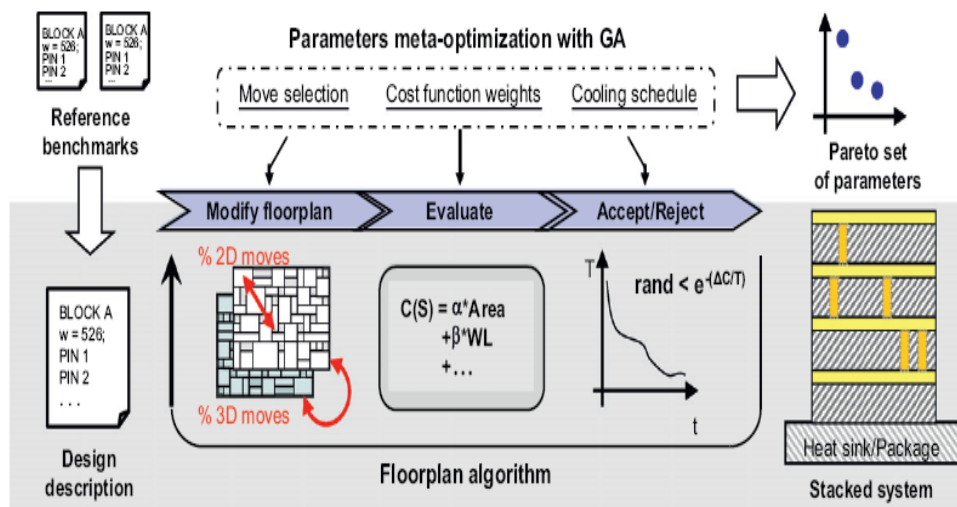 BLOCK A
w = 526;
PIN 1
PIN 2
...
BLOCK A
w = 526;
PIN 1
PIN 2
...
Reference
benchmarks
Parameters meta-optimization with GA
Move selection
Cost function weights
Cooling schedule
Pareto set
of parameters
Modify floorplan
Evaluate
Accept/Reject
BLOCK A
w = 526;
PIN 1
PIN 2
. . .
Design
description
% 2D moves
% 3D moves
C(S) = α*Area
+β*WL
+...
T
rand < e-(ΔC/T)
t
Floorplan algorithm
Heat sink/Package
Stacked system